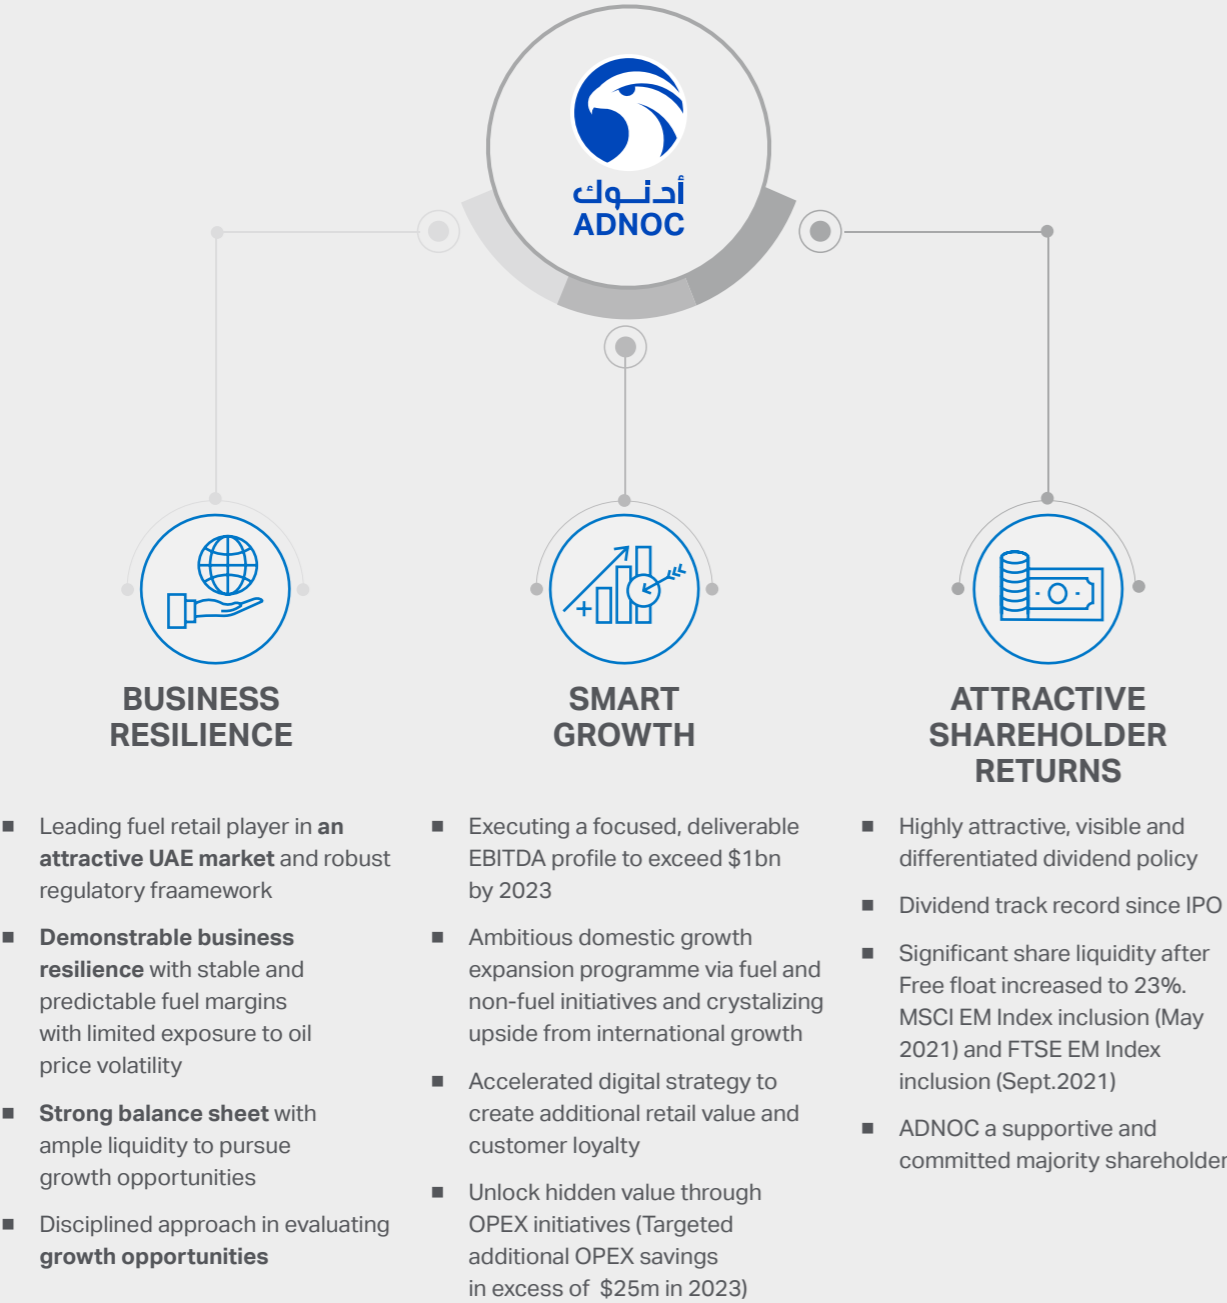 أدنوك
ADNOC
BUSINESS
RESILIENCE
■ Leading fuel retail player in an
attractive UAE market and robust
regulatory fraamework
■ Demonstrable business
resilience with stable and
predictable fuel margins
with limited exposure to oil
price volatility
■ Strong balance sheet with
ample liquidity to pursue
growth opportunities
■ Disciplined approach in evaluating
growth opportunities
SMART
GROWTH
■ Executing a focused, deliverable
EBITDA profile to exceed $1bn
by 2023
■ Ambitious domestic growth
expansion programme via fuel and
non-fuel initiatives and crystalizing
upside from international growth
■ Accelerated digital strategy to
create additional retail value and
customer loyalty
■ Unlock hidden value through
OPEX initiatives (Targeted
additional OPEX savings
in excess of $25m in 2023)
ATTRACTIVE
SHAREHOLDER
RETURNS
■ Highly attractive, visible and
differentiated dividend policy
■ Dividend track record since IPO
■ Significant share liquidity after
Free float increased to 23%.
MSCI EM Index inclusion (May
2021) and FTSE EM Index
inclusion (Sept.2021)
■ ADNOC a supportive and
committed majority shareholder